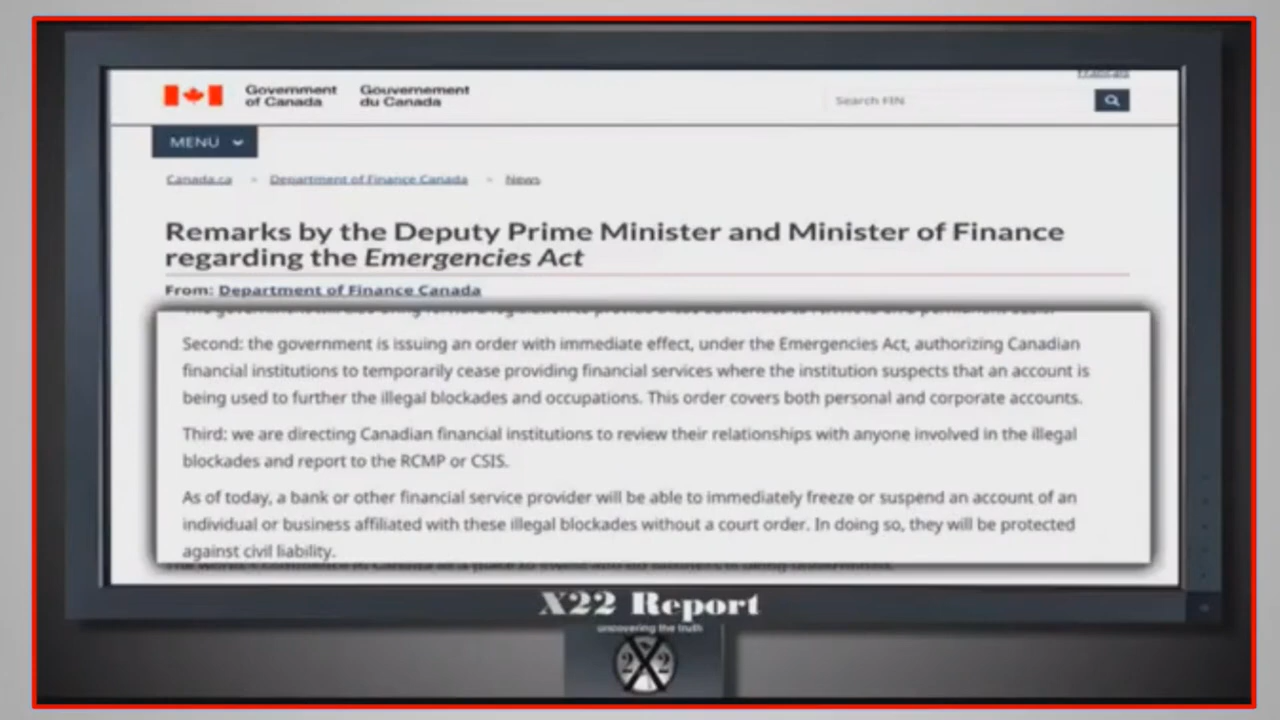 Français
Government
of Canada
Gouvernement
du Canada
Search FIN
MENU
Canada.ca
Department of Finance Canada
News
Remarks by the Deputy Prime Minister and Minister of Finance
regarding the Emergencies Act
From: Department of Finance Canada
Second: the government is issuing an order with immediate effect, under the Emergencies Act, authorizing Canadian
financial institutions to temporarily cease providing financial services where the institution suspects that an account is
being used to further the illegal blockades and occupations. This order covers both personal and corporate accounts.
Third: we are directing Canadian financial institutions to review their relationships with anyone involved in the illegal
blockades and report to the RCMP or CSIS.
As of today, a bank or other financial service provider will be able to immediately freeze or suspend an account of an
individual or business affiliated with these illegal blockades without a court order. In doing so, they will be protected
against civil liability.
X22 Report
uncovering the truth